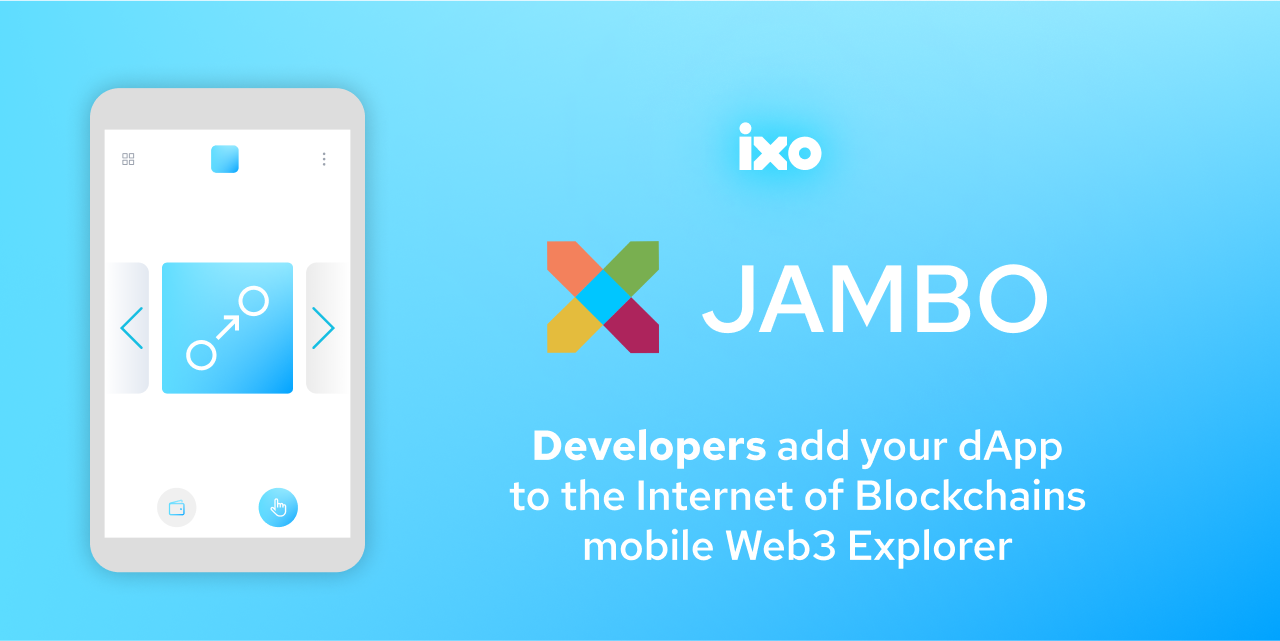 ixo
JAMBO
Developers add your dApp
to the Internet of Blockchains
mobile Web3 Explorer